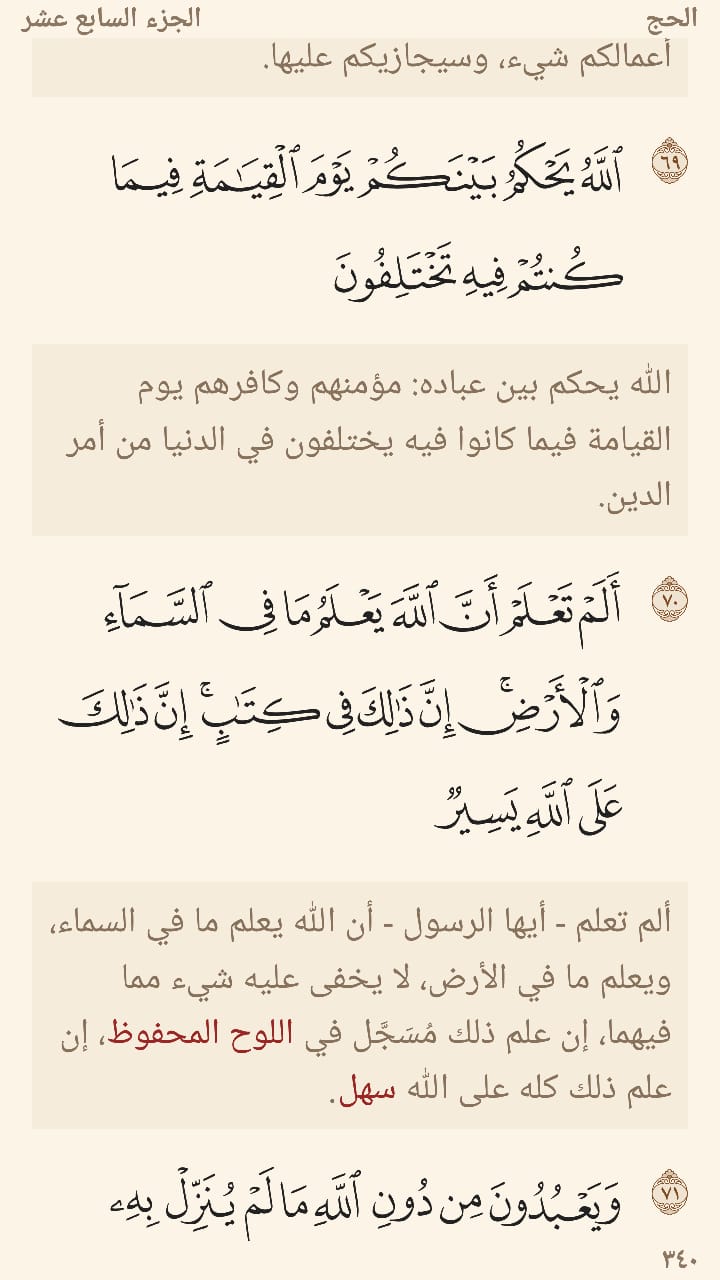 الحج الجزء السابع عشر
أعمالكم شيء، وسيجازيكم عليها.
٦٩
ٱللَّهُ يَحۡكُمُ بَيۡنَكُمۡ يَوۡمَ ٱلۡقِيَٰمَةِ فِيمَا
كُنتُمۡ فِيهِ تَخۡتَلِفُونَ
الله يحكم بين عباده: مؤمنهم وكافرهم يوم
القيامة فيما كانوا فيه يختلفون في الدنيا من أمر
الدين.
٧٠
أَلَمۡ تَعۡلَمۡ أَنَّ ٱللَّهَ يَعۡلَمُ مَا فِي ٱلسَّمَآءِ
وَٱلۡأَرۡضِۚ إِنَّ ذَٰلِكَ فِي كِتَٰبٍۚ إِنَّ ذَٰلِكَ
عَلَى ٱللَّهِ يَسِيرٞ
ألم تعلم - أيها الرسول - أن الله يعلم ما في السماء،
ويعلم ما في الأرض، لا يخفى عليه شيء مما
فيهما، إن علم ذلك مُسَجَّل في اللوح المحفوظ، إن
علم ذلك كله على الله سهل.
٧١
وَيَعۡبُدُونَ مِن دُونِ ٱللَّهِ مَا لَمۡ يُنَزِّلۡ بِهِۦ
٣٤٠